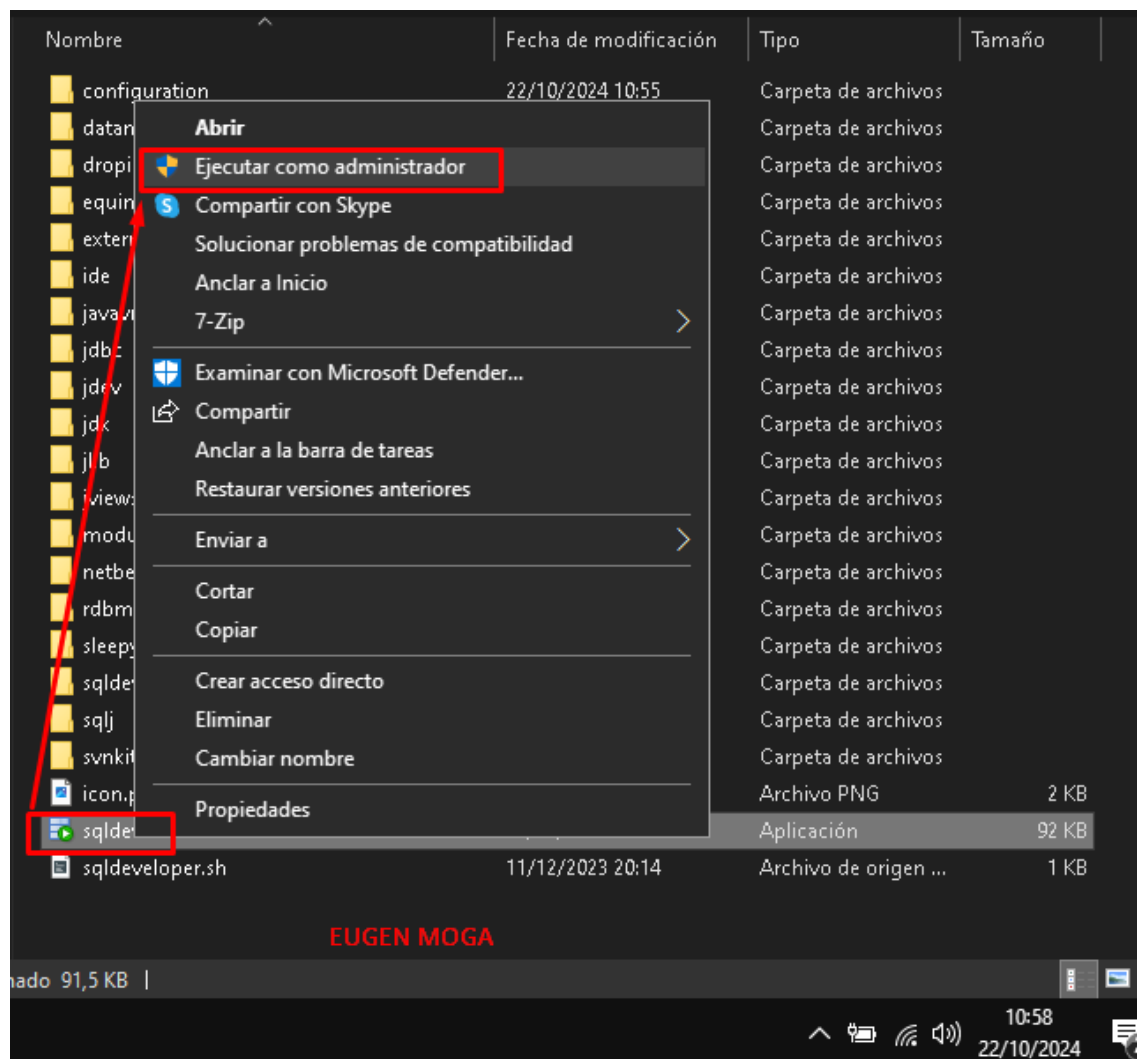 Nombre Fecha de modificación Tipo Tamaño
configuration 22/10/2024 10:55 Carpeta de archivos
Abrir Carpeta de archivos
Ejecutar como administrador Carpeta de archivos
Compartir con Skype Carpeta de archivos
Solucionar problemas de compatibilidad Carpeta de archivos
ide Anclar a Inicio Carpeta de archivos
7-Zip Carpeta de archivos
jdbc Carpeta de archivos
jdev Examinar con Microsoft Defender... Carpeta de archivos
jdk Compartir Carpeta de archivos
jlib Anclar a la barra de tareas Carpeta de archivos
Restaurar versiones anteriores Carpeta de archivos
Enviar a Carpeta de archivos
Carpeta de archivos
Cortar Carpeta de archivos
Copiar Carpeta de archivos
Crear acceso directo Carpeta de archivos
sqlj Eliminar Carpeta de archivos
Cambiar nombre Carpeta de archivos
Archivo PNG 2 KB
Propiedades
Aplicación 92 KB
sqldeveloper.sh 11/12/2023 20:14 Archivo de origen ... 1 KB
EUGEN MOGA
91,5 KB
10:58
22/10/2024